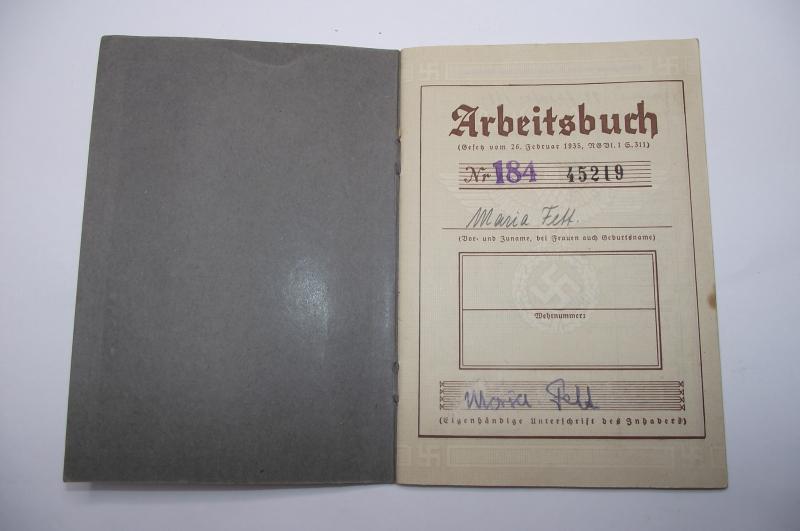 Arbeitsbuch
(Gesetz vom 26. Februar 1935, RGBl. I S. 311)
Nr 184 45219
Maria Fett.
(Vor- und Zuname, bei Frauen auch Geburtsname)
Wehrnummer:
Maria Fett
(Eigenhändige Unterschrift des Inhabers)